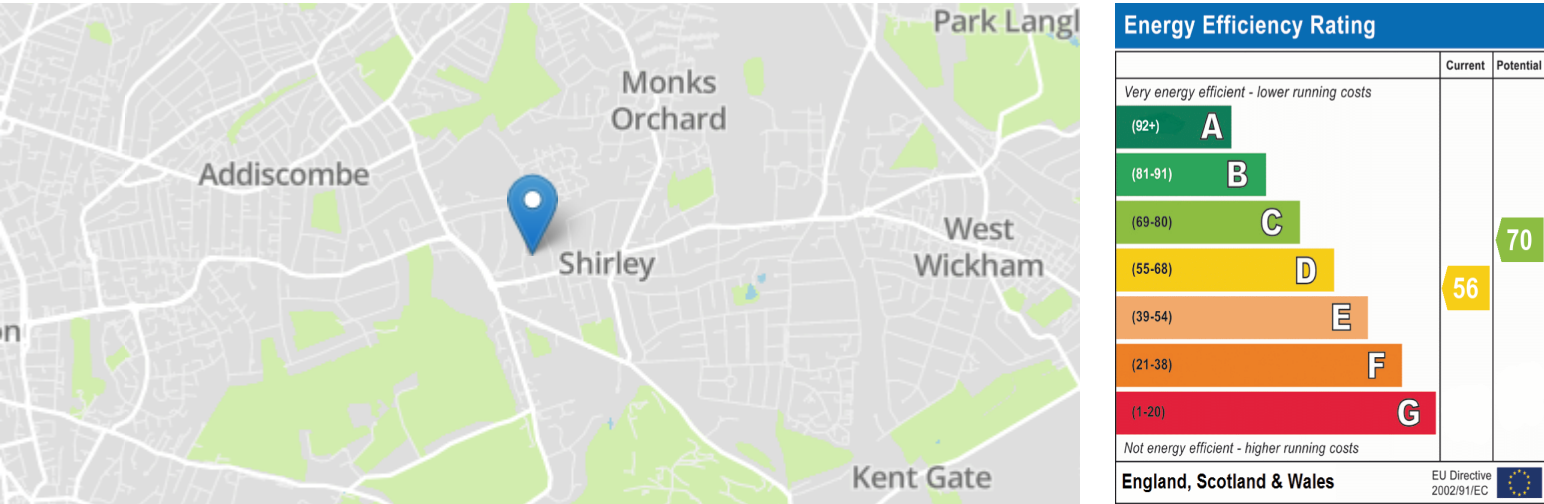 Park Langl
Monks
Orchard
Addiscombe
Shirley
West
Wickham
on
Kent Gate
Energy Efficiency Rating
Current Potential
Very energy efficient - lower running costs
(92+) A
(81-91) B
(69-80) C
(55-68) D
(39-54) E
(21-38) F
(1-20) G
56
70
Not energy efficient - higher running costs
England, Scotland & Wales
EU Directive
2002/91/EC